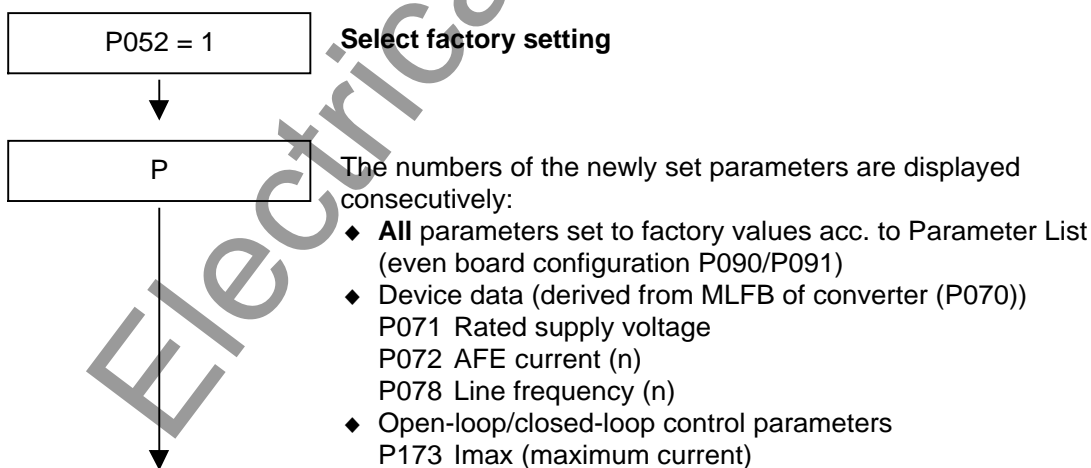 P052 = 1
Select factory setting
P
The numbers of the newly set parameters are displayed
consecutively:
◆ All parameters set to factory values acc. to Parameter List
(even board configuration P090/P091)
◆ Device data (derived from MLFB of converter (P070))
P071 Rated supply voltage
P072 AFE current (n)
P078 Line frequency (n)
◆ Open-loop/closed-loop control parameters
P173 Imax (maximum current)
Electrica